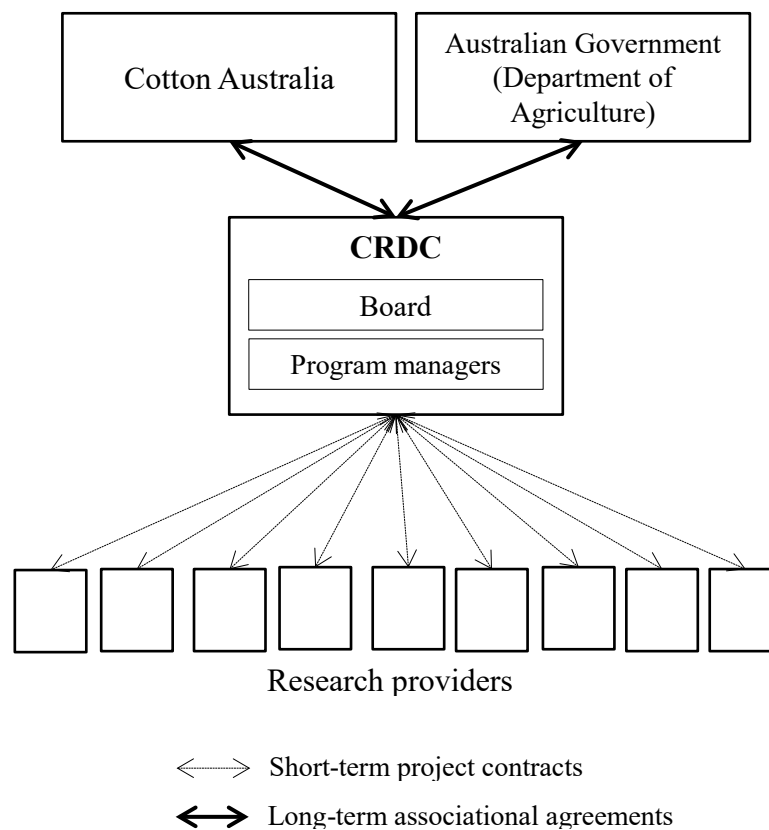 Cotton Australia
Australian Government
(Department of
Agriculture)
CRDC
Board
Program managers
Research providers
Short-term project contracts
Long-term associational agreements